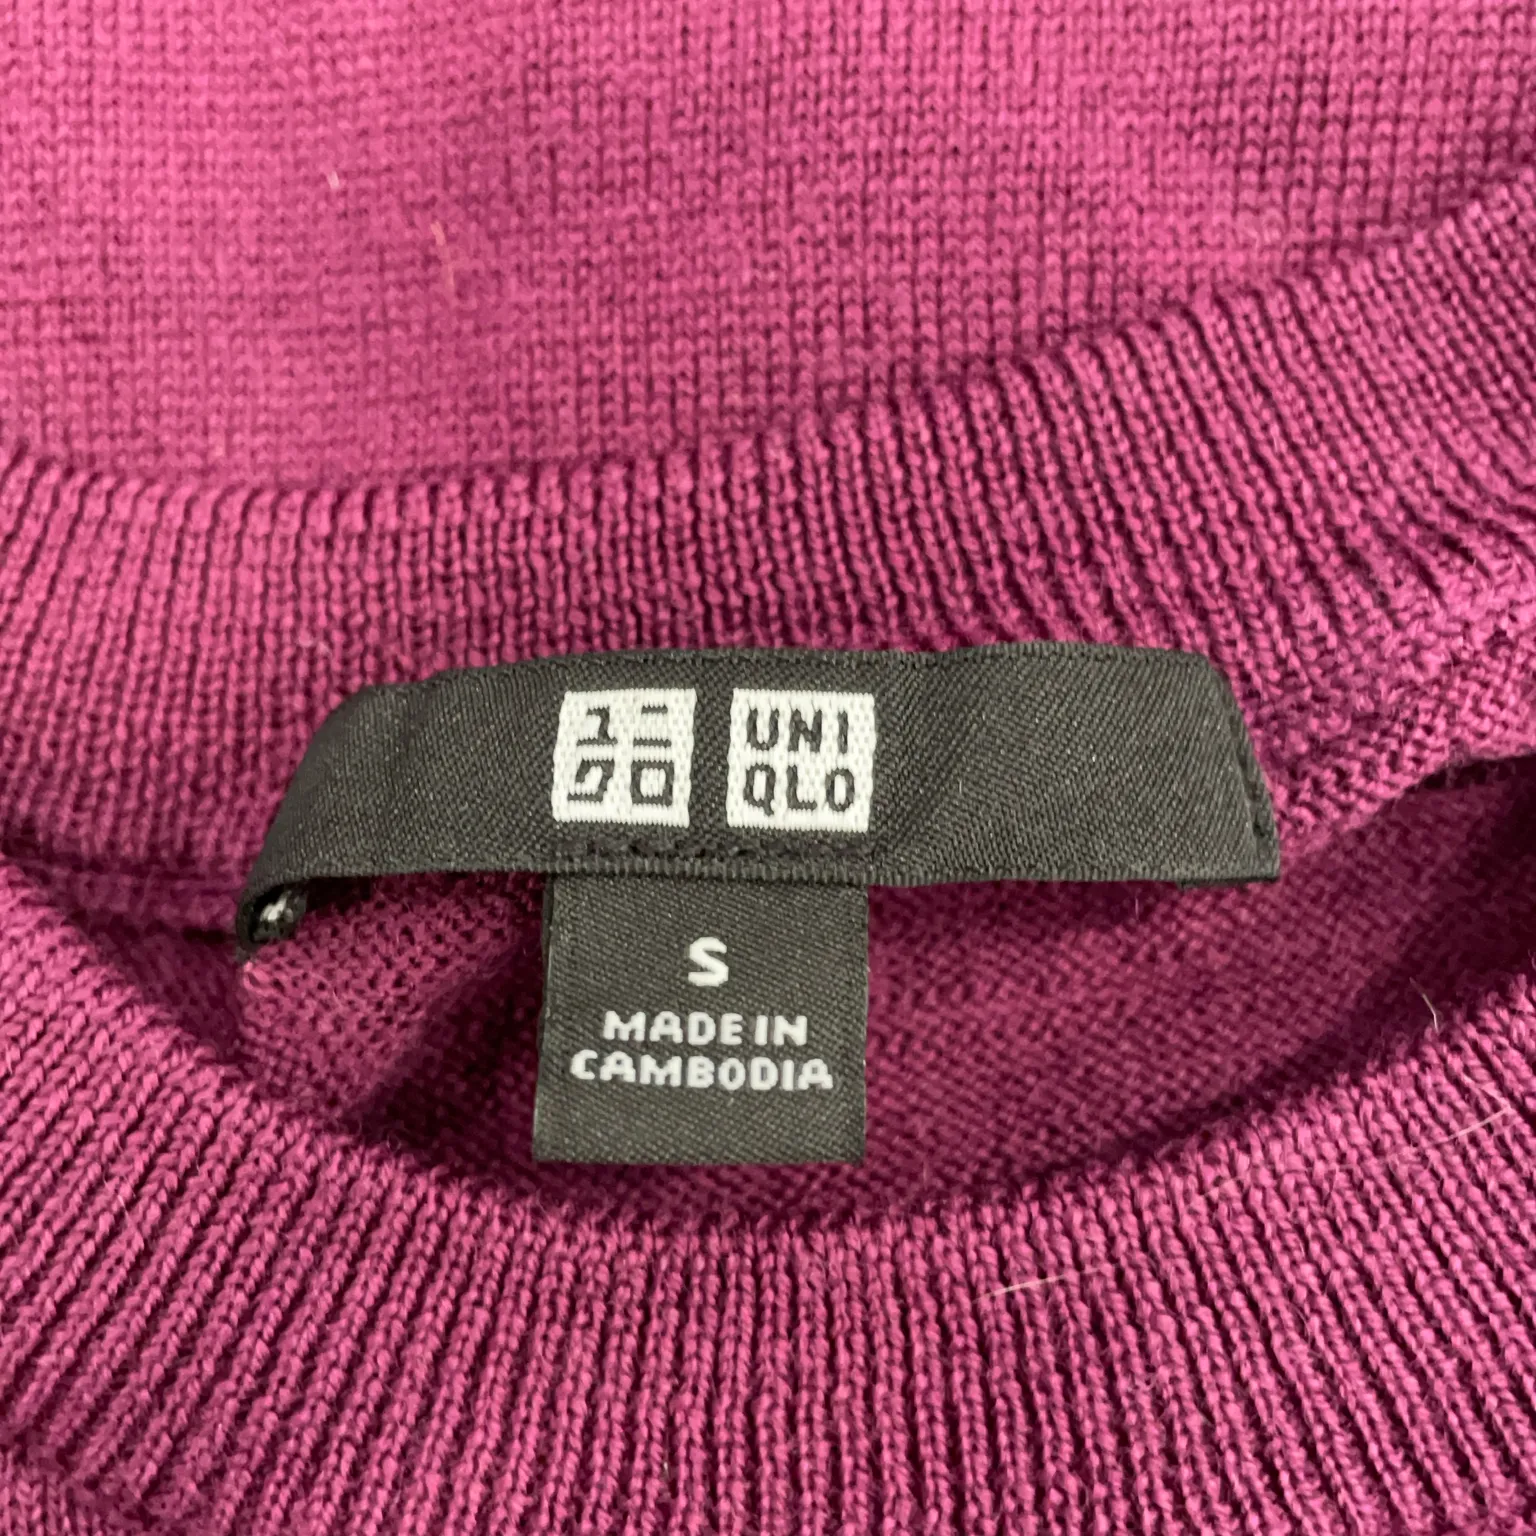 ユニ
クロ
UNI
QLO
S
MADE IN
CAMBODIA